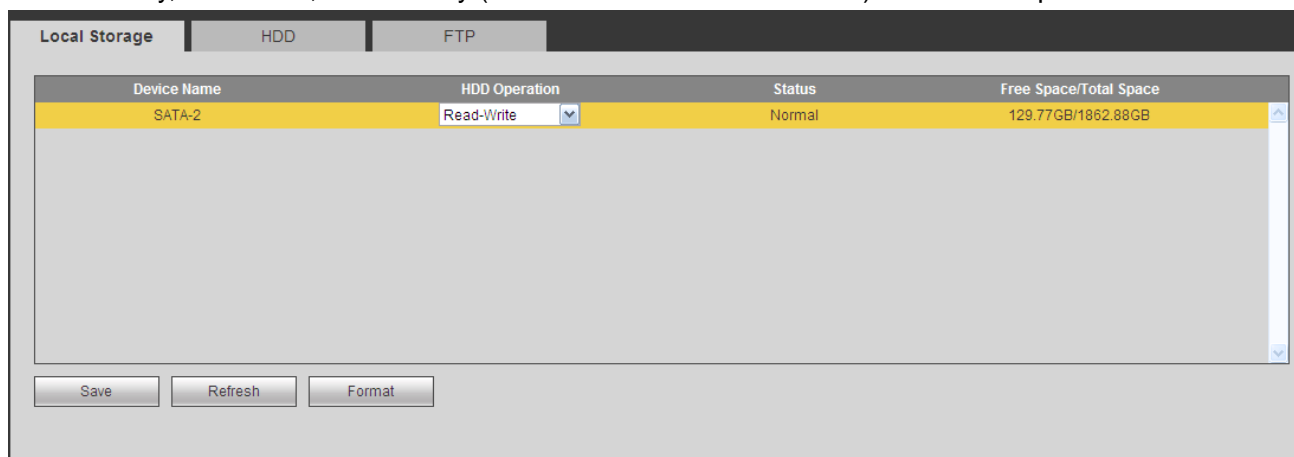 Local Storage HDD FTP
Device Name HDD Operation Status Free Space/Total Space
SATA-2 Read-Write Normal 129.77GB/1862.88GB
Save Refresh Format